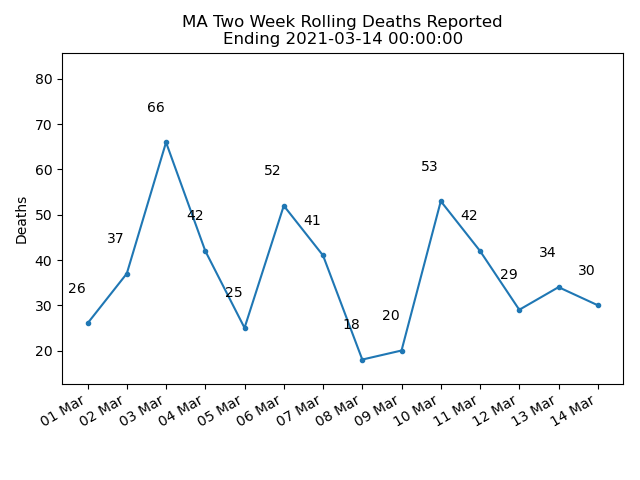 MA Two Week Rolling Deaths Reported
Ending 2021-03-14 00:00:00
Deaths
80
70
60
50
40
30
20
26
37
66
42
25
52
41
18
20
53
42
29
34
30
01 Mar
02 Mar
03 Mar
04 Mar
05 Mar
06 Mar
07 Mar
08 Mar
09 Mar
10 Mar
11 Mar
12 Mar
13 Mar
14 Mar